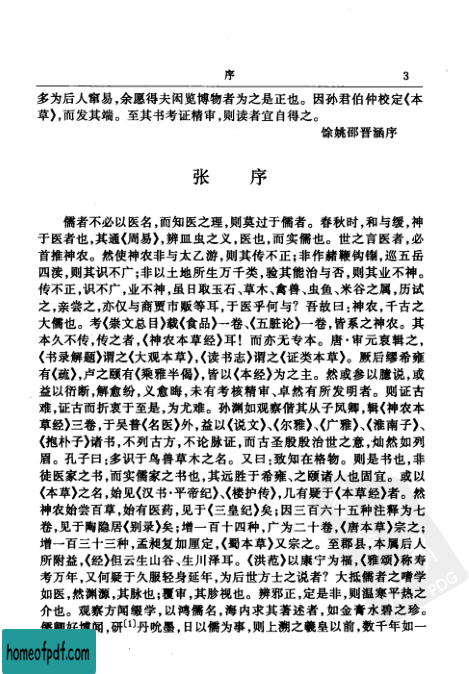 序 3
多为后人窜易,余愿得夫闲览博物者为之是正也。因孙君伯仲校定《本
草》,而发其端。至其书考证精审,则读者宜自得之。
馀姚邵晋涵序
张 序
儒者不必以医名,而知医之理,则莫过于儒者。春秋时,和与缓,神
于医者也,其通《周易》,辨皿虫之义,医也,而实儒也。世之言医者,必
首推神农。然使神农非与太乙游,则其传不正;非作赭鞭钩𨱍,巡五岳
四渎,则其识不广;非以土地所生万千类,验其能治与否,则其业不神。
传不正,识不广,业不神,虽日取玉石、草木、禽兽、虫鱼、米谷之属,历试
之,亲尝之,亦仅与商贾市贩等耳,于医乎何与?吾故曰:神农,千古之
大儒也。考《崇文总目》载《食品》一卷、《五脏论》一卷,皆系之神农。其
本久不传,传之者,《神农本草经》耳!而亦无专本。唐·审元裒辑之,
《书录解题》谓之《大观本草》,《读书志》谓之《证类本草》。厥后缪希雍
有《疏》,卢之颐有《乘雅半偈》,皆以《本经》为之主。然或参以臆说,或
益以衍断,解愈纷,义愈晦,未有考核精审、卓然有所发明者。则证古
难,证古而折衷于至是,为尤难。孙渊如观察偕其从子凤卿,辑《神农本
草经》三卷,于吴普《名医》外,益以《说文》、《尔雅》、《广雅》、《淮南子》、
《抱朴子》诸书,不列古方,不论脉证,而古圣殷殷治世之意,灿然如列
眉。孔子曰:多识于鸟兽草木之名。又曰:致知在格物。则是书也,非
徒医家之书,而实儒家之书也,其远胜于希雍、之颐诸人也固宜。或以
《本草》之名,始见《汉书·平帝纪》、《楼护传》,几有疑于《本草经》者。然
神农始尝百草,始有医药,见于《三皇纪》矣;因三百六十五种注释为七
卷,见于陶隐居《别录》矣;增一百十四种,广为二十卷,《唐本草》宗之;
增一百三十三种,孟昶复加厘定,《蜀本草》又宗之。至郡县,本属后人
所附益,《经》但云生山谷、生川泽耳。《洪范》以康宁为福,《雅颂》称寿
考万年,又何疑于久服轻身延年,为后世方士之说者?大抵儒者之嗜学
如医,然渊源,其脉也;覆审,其胗视也。辨邪正,定是非,则温寒平热之
介也。观察方闻缀学,以鸿儒名,海内求其著述者,如金膏水碧之珍。
儒卿好博闻,研[1]丹吮墨,日以儒为事,则上溯之羲皇以前,数千年如一
homeofpdf.com